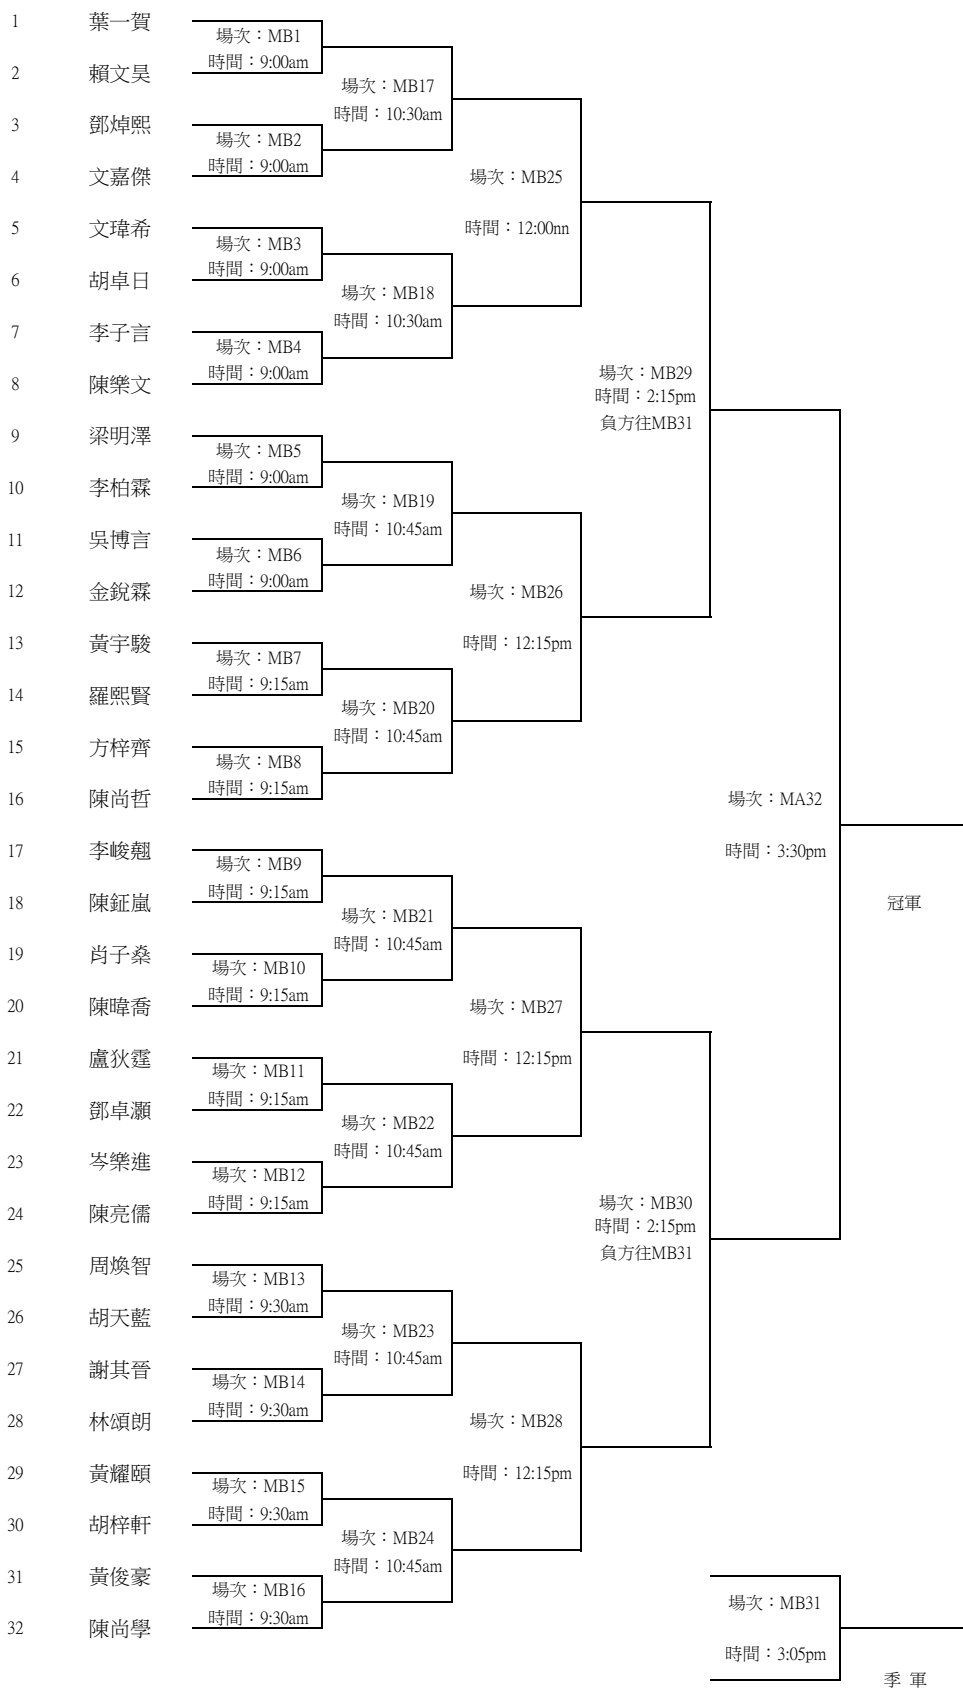 1 葉一賀
場次：MB1
時間：9:00am
2 賴文昊
場次：MB17
時間：10:30am
3 鄧焯熙
場次：MB2
時間：9:00am
4 文嘉傑
場次：MB25
時間：12:00nn
5 文瑋希
場次：MB3
時間：9:00am
6 胡卓日
場次：MB18
時間：10:30am
7 李子言
場次：MB4
時間：9:00am
8 陳樂文
場次：MB29
時間：2:15pm
負方往MB31
9 梁明澤
場次：MB5
時間：9:00am
10 李柏霖
場次：MB19
時間：10:45am
11 吳博言
場次：MB6
時間：9:00am
12 金銳霖
場次：MB26
時間：12:15pm
13 黃宇駿
場次：MB7
時間：9:15am
14 羅熙賢
場次：MB20
時間：10:45am
15 方梓齊
場次：MB8
時間：9:15am
16 陳尚哲
場次：MA32
時間：3:30pm
17 李峻翹
場次：MB9
時間：9:15am
18 陳鉦嵐
冠軍
場次：MB21
時間：10:45am
19 肖子燊
場次：MB10
時間：9:15am
20 陳暐喬
場次：MB27
時間：12:15pm
21 盧狄霆
場次：MB11
時間：9:15am
22 鄧卓灝
場次：MB22
時間：10:45am
23 岑樂進
場次：MB12
時間：9:15am
24 陳亮儒
場次：MB30
時間：2:15pm
負方往MB31
25 周煥智
場次：MB13
時間：9:30am
26 胡天藍
場次：MB23
時間：10:45am
27 謝其晉
場次：MB14
時間：9:30am
28 林頌朗
場次：MB28
時間：12:15pm
29 黃耀頤
場次：MB15
時間：9:30am
30 胡梓軒
場次：MB24
時間：10:45am
31 黃俊豪
場次：MB16
時間：9:30am
32 陳尚學
場次：MB31
時間：3:05pm
季 軍